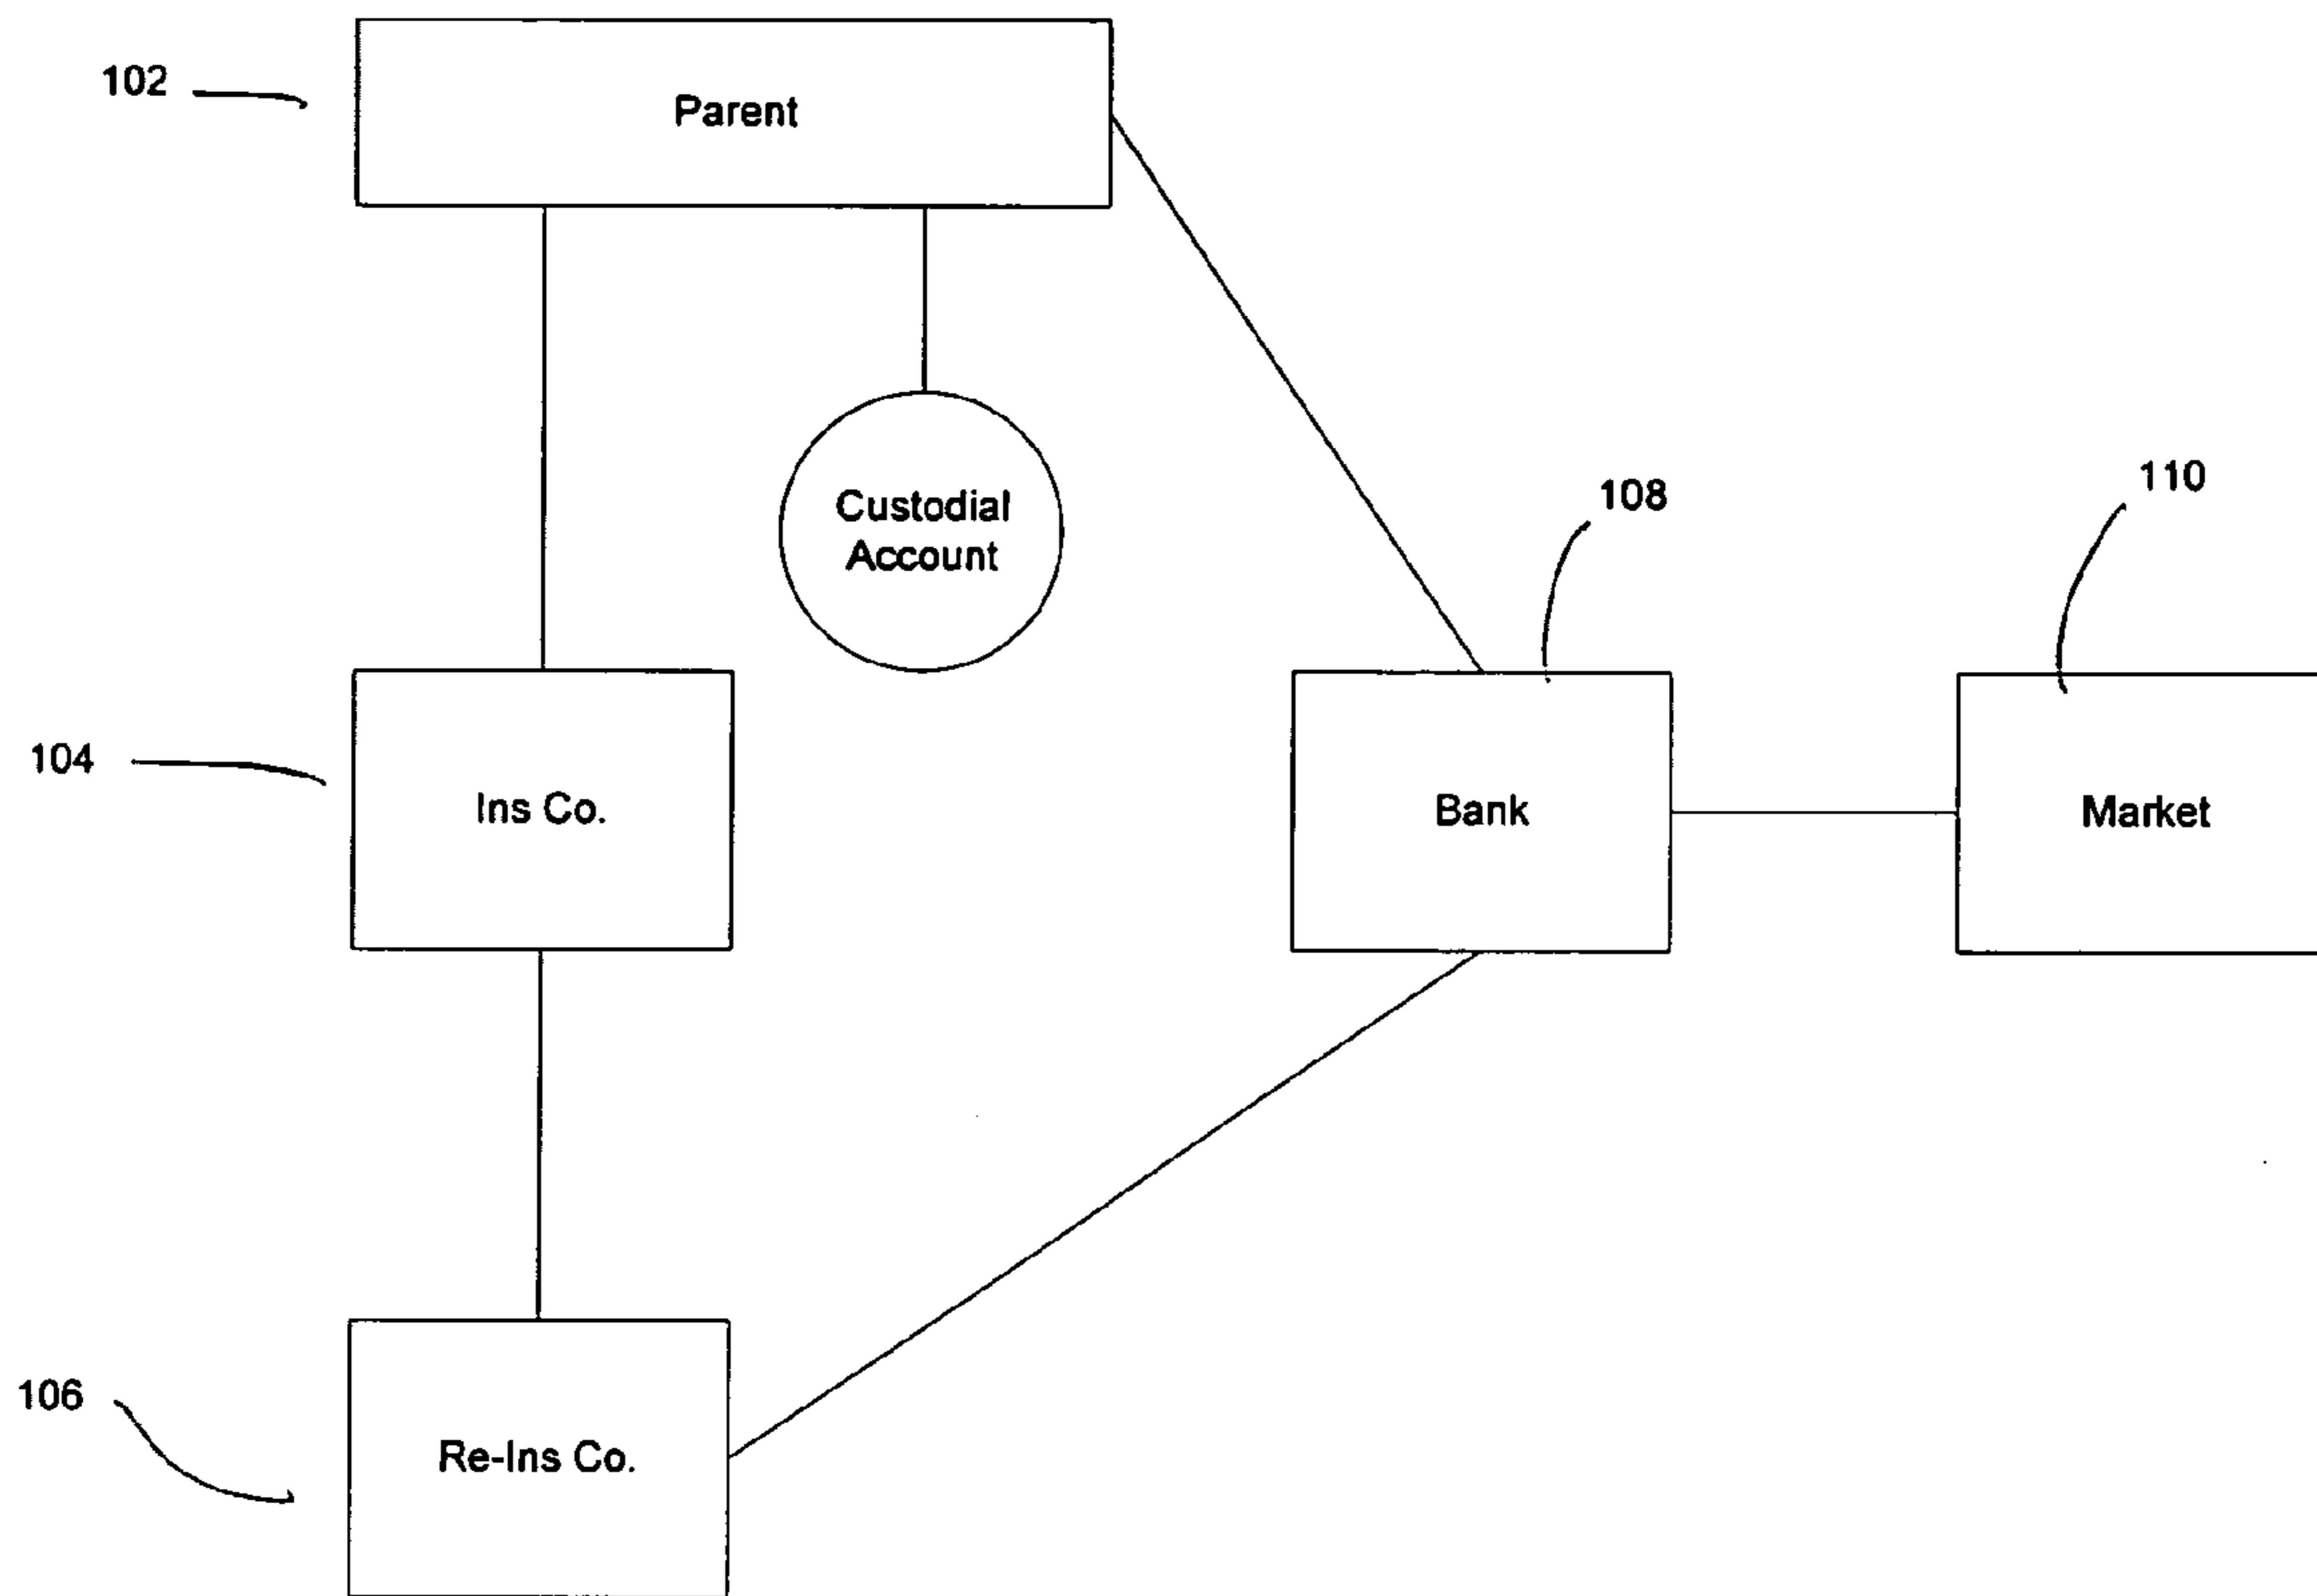 102
Parent
Custodial
Account
108
110
104
Ins Co.
Bank
Market
106
Re-Ins Co.